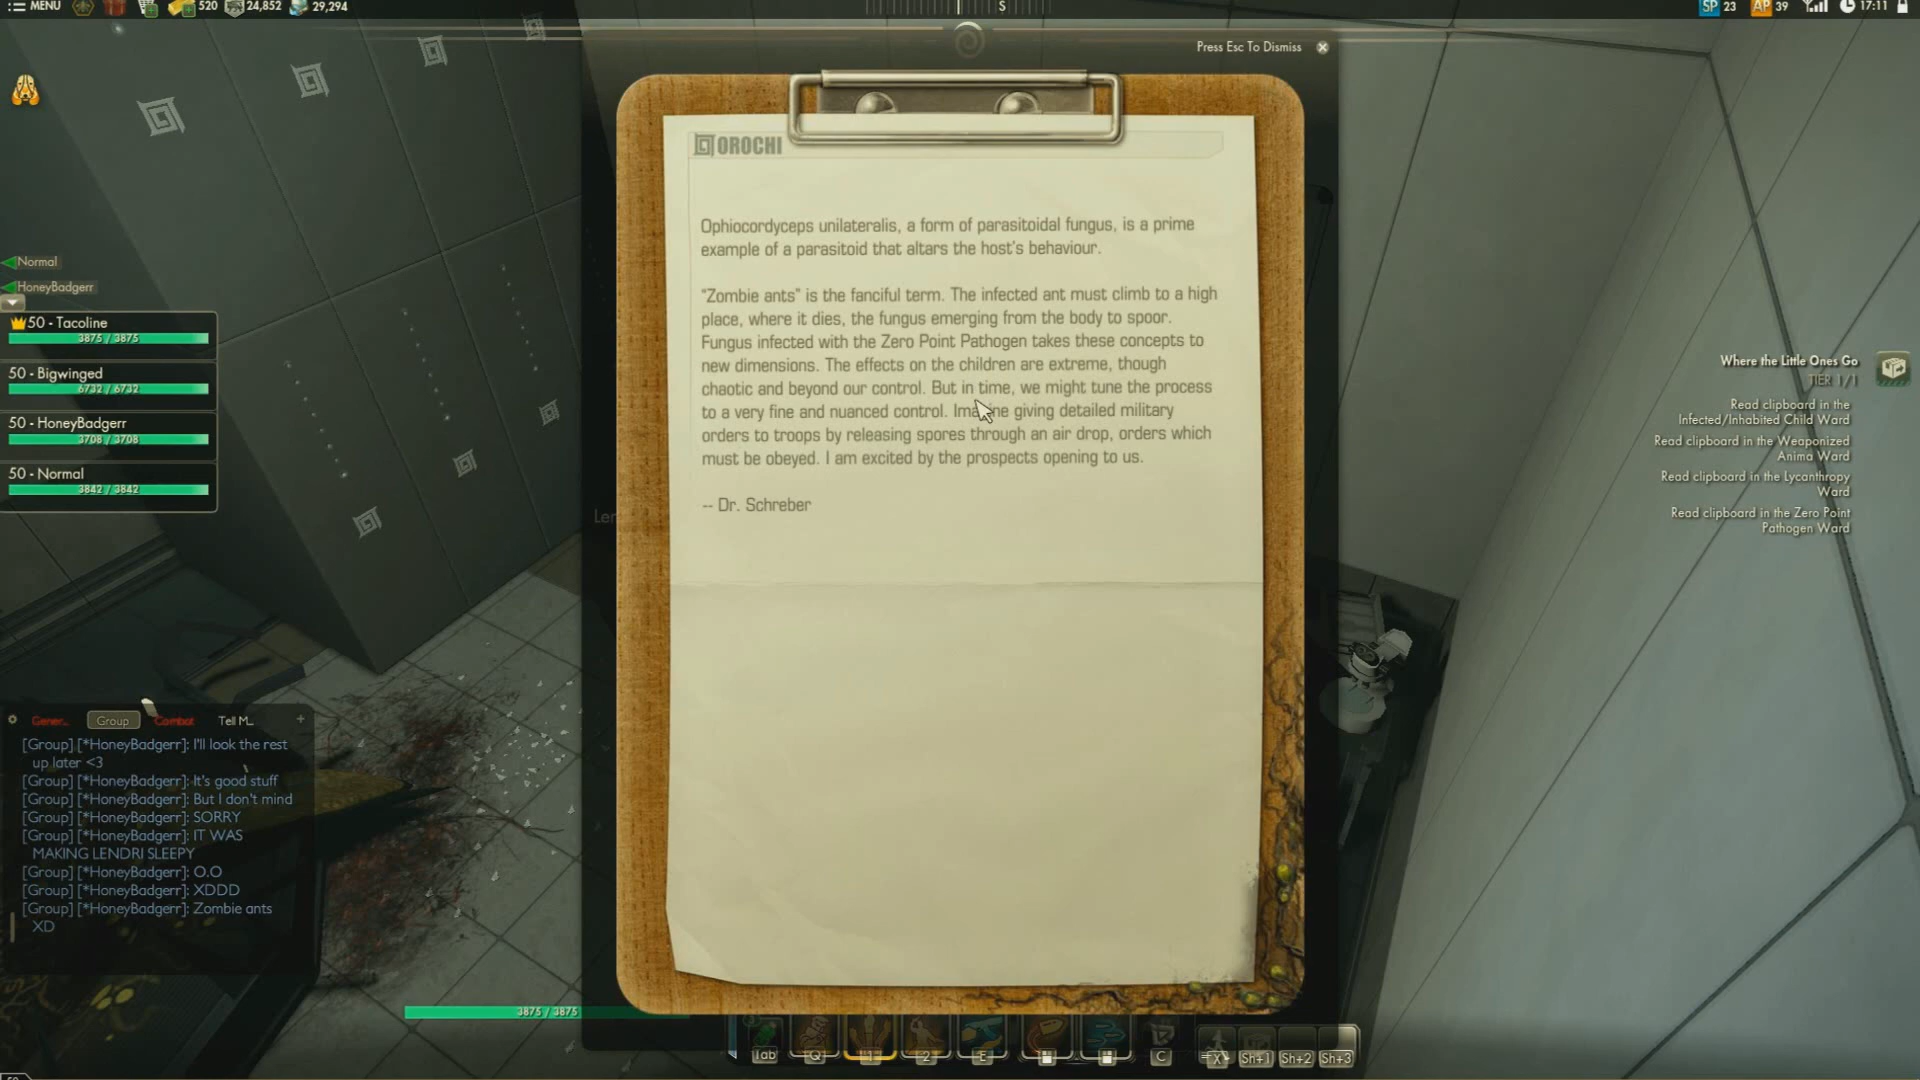 MENU
520
24,852
29,294
S
SP 23
AP 39
17:11
Press Esc To Dismiss
OROCHI
Ophiocordyceps unilateralis, a form of parasitoidal fungus, is a prime
example of a parasitoid that altars the host's behaviour.
"Zombie ants" is the fanciful term. The infected ant must climb to a high
place, where it dies, the fungus emerging from the body to spoor.
Fungus infected with the Zero Point Pathogen takes these concepts to
new dimensions. The effects on the children are extreme, though
chaotic and beyond our control. But in time, we might tune the process
to a very fine and nuanced control. Imagine giving detailed military
orders to troops by releasing spores through an air drop, orders which
must be obeyed. I am excited by the prospects opening to us.
-- Dr. Schreber
Normal
HoneyBadgerr
50 - Tacoline
3875 / 3875
50 - Bigwinged
6732 / 6732
50 - HoneyBadgerr
3708 / 3708
50 - Normal
3842 / 3842
Where the Little Ones Go
TIER 1/1
Read clipboard in the
Infected/Inhabited Child Ward
Read clipboard in the Weaponized
Anima Ward
Read clipboard in the Lycanthropy
Ward
Read clipboard in the Zero Point
Pathogen Ward
Gener... Group Combat Tell M... +
[Group] [*HoneyBadgerr]: I'll look the rest
up later <3
[Group] [*HoneyBadgerr]: It's good stuff
[Group] [*HoneyBadgerr]: But I don't mind
[Group] [*HoneyBadgerr]: SORRY
[Group] [*HoneyBadgerr]: IT WAS
MAKING LENDRI SLEEPY
[Group] [*HoneyBadgerr]: O.O
[Group] [*HoneyBadgerr]: XDDD
[Group] [*HoneyBadgerr]: Zombie ants
XD
3875 / 3875
Tab Q 1 2 E C X Sh+1 Sh+2 Sh+3